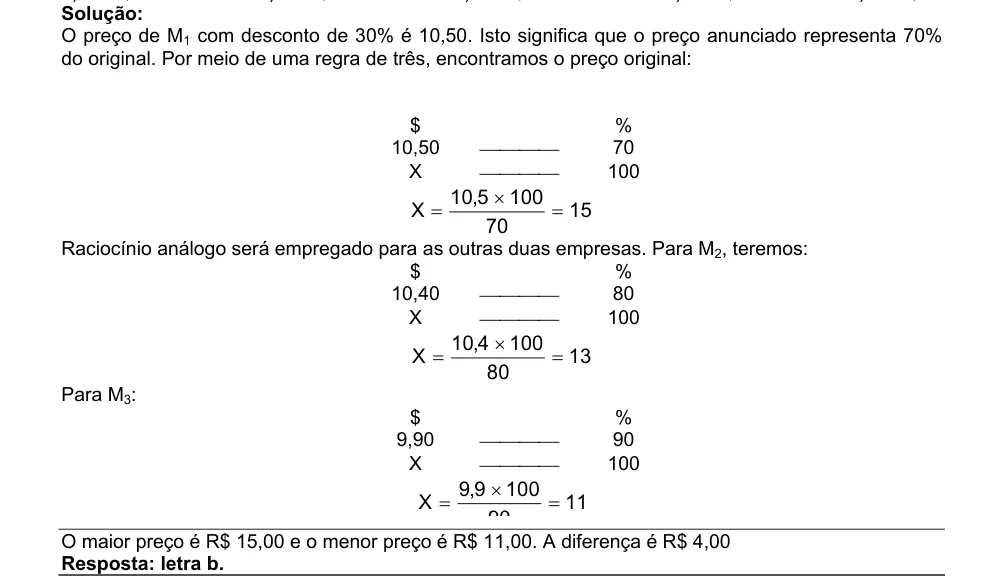 Solução:
O preço de M₁ com desconto de 30% é 10,50. Isto significa que o preço anunciado representa 70%
do original. Por meio de uma regra de três, encontramos o preço original:
$ %
10,50 ——— 70
X ——— 100
X = 10,5 × 100 / 70 = 15
Raciocínio análogo será empregado para as outras duas empresas. Para M₂, teremos:
$ %
10,40 ——— 80
X ——— 100
X = 10,4 × 100 / 80 = 13
Para M₃:
$ %
9,90 ——— 90
X ——— 100
X = 9,9 × 100 / 90 = 11
O maior preço é R$ 15,00 e o menor preço é R$ 11,00. A diferença é R$ 4,00
Resposta: letra b.